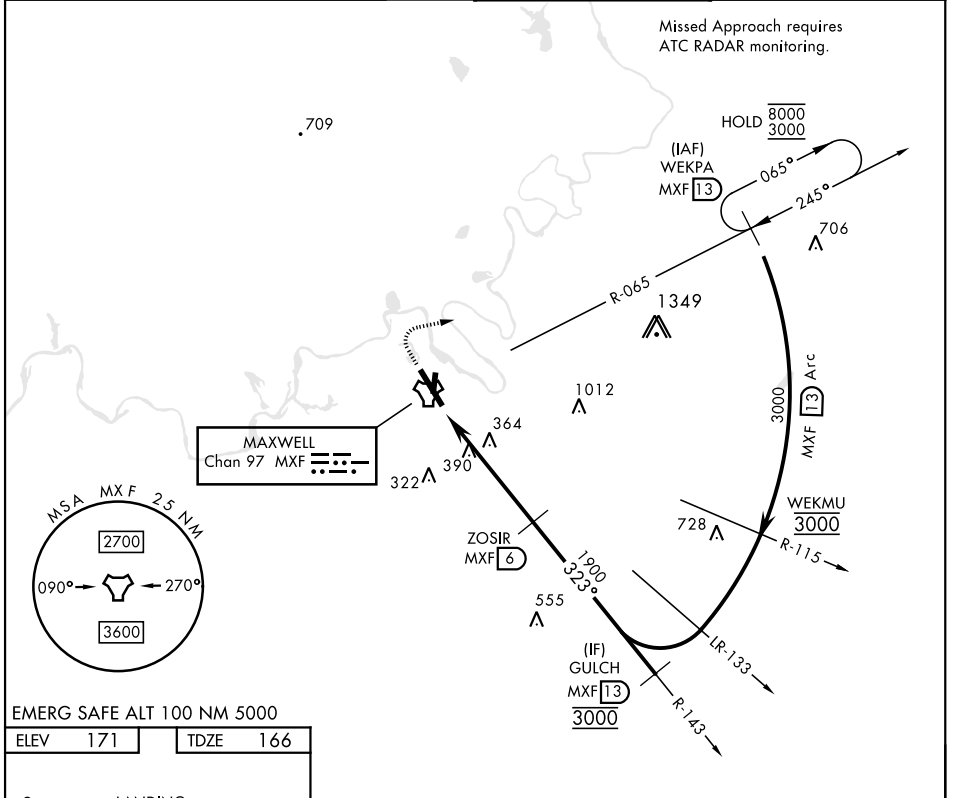 Missed Approach requires
ATC RADAR monitoring.
.709
HOLD 8000
3000
(IAF)
WEKPA
MXF 13
065°
245°
706
R-065
1349
3000
MXF 13 Arc
1012
364
390
322
MAXWELL
Chan 97 MXF
MSA MXF 25 NM
2700
090°
270°
3600
ZOSIR
MXF 6
728
WEKMU
3000
R-115
1900
323°
555
LR-133
(IF)
GULCH
MXF 13
3000
R-143
EMERG SAFE ALT 100 NM 5000
ELEV 171 TDZE 166